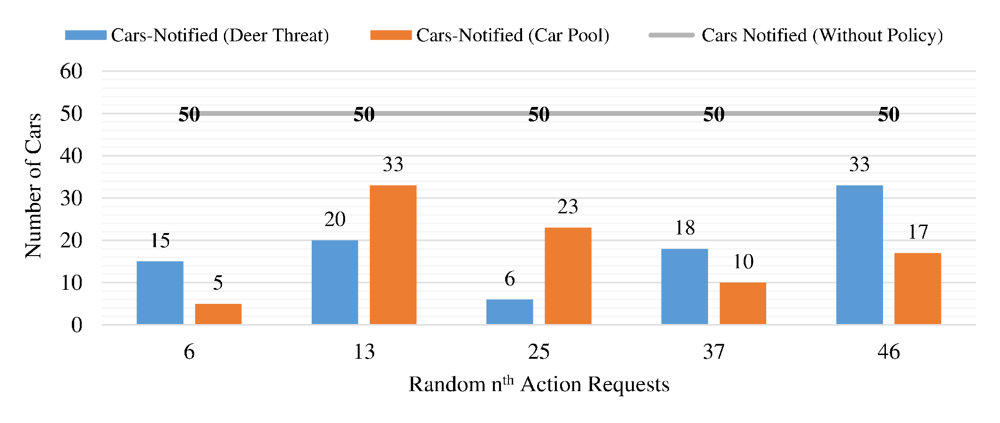 Cars-Notified (Deer Threat) Cars-Notified (Car Pool) Cars Notified (Without Policy)
60
50
40
30
20
10
0
Number of Cars
50 50 50 50 50
15 5 20 33 6 23 18 10 33 17
6 13 25 37 46
Random nth Action Requests